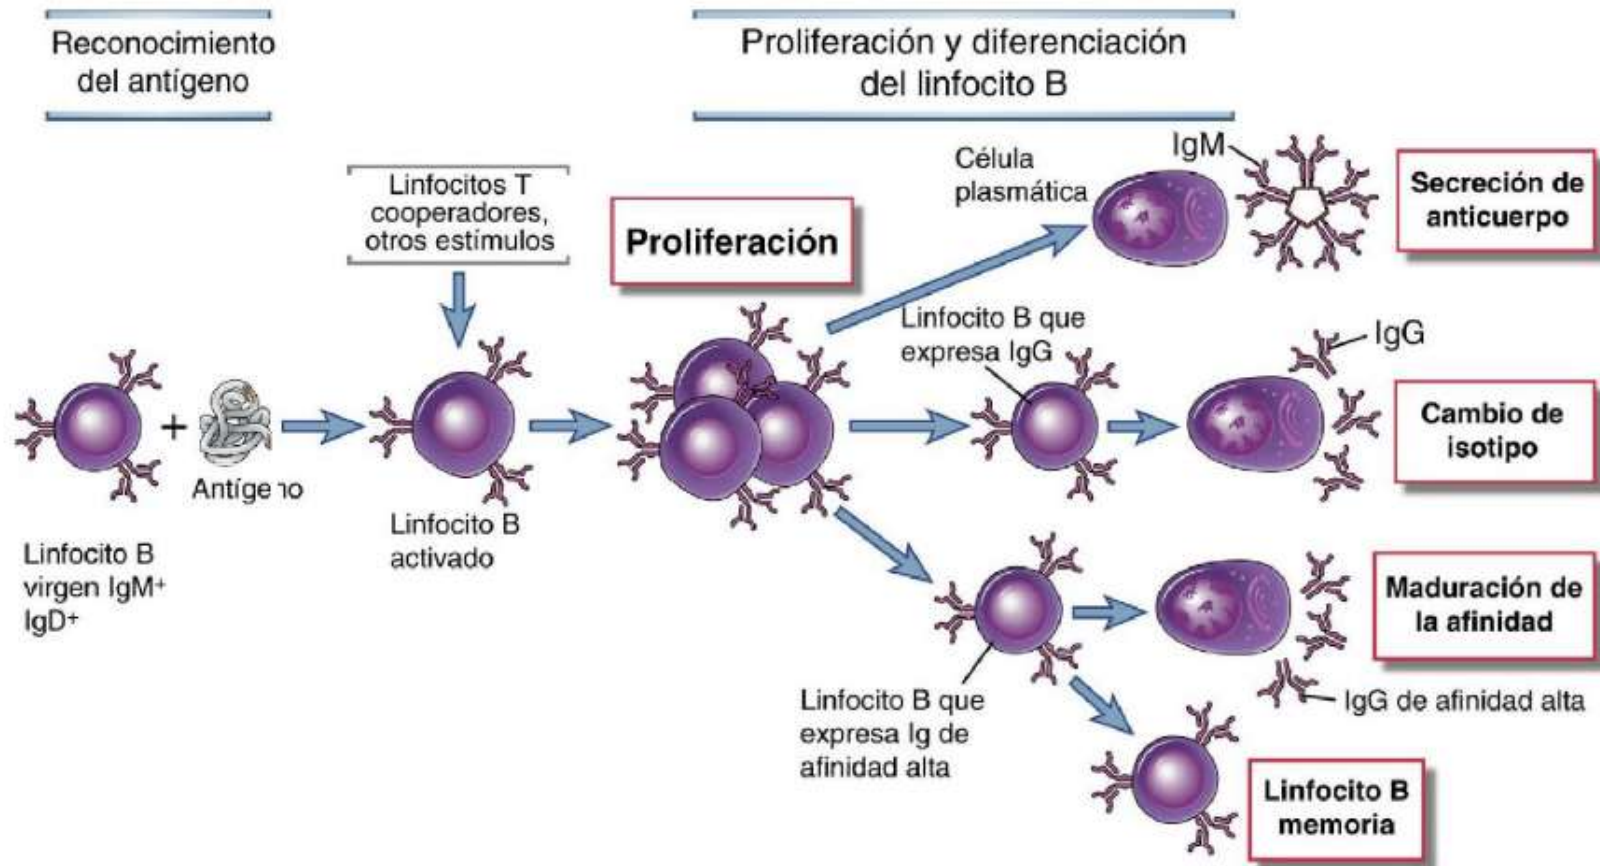 Reconocimiento
del antígeno
Proliferación y diferenciación
del linfocito B
Linfocitos T
cooperadores,
otros estímulos
Proliferación
Célula
plasmática
IgM
Secreción de
anticuerpo
Linfocito B que
expresa IgG
IgG
Cambio de
isotipo
+
Antígeno
Linfocito B
virgen IgM+
IgD+
Linfocito B
activado
Maduración de
la afinidad
Linfocito B que
expresa Ig de
afinidad alta
IgG de afinidad alta
Linfocito B
memoria